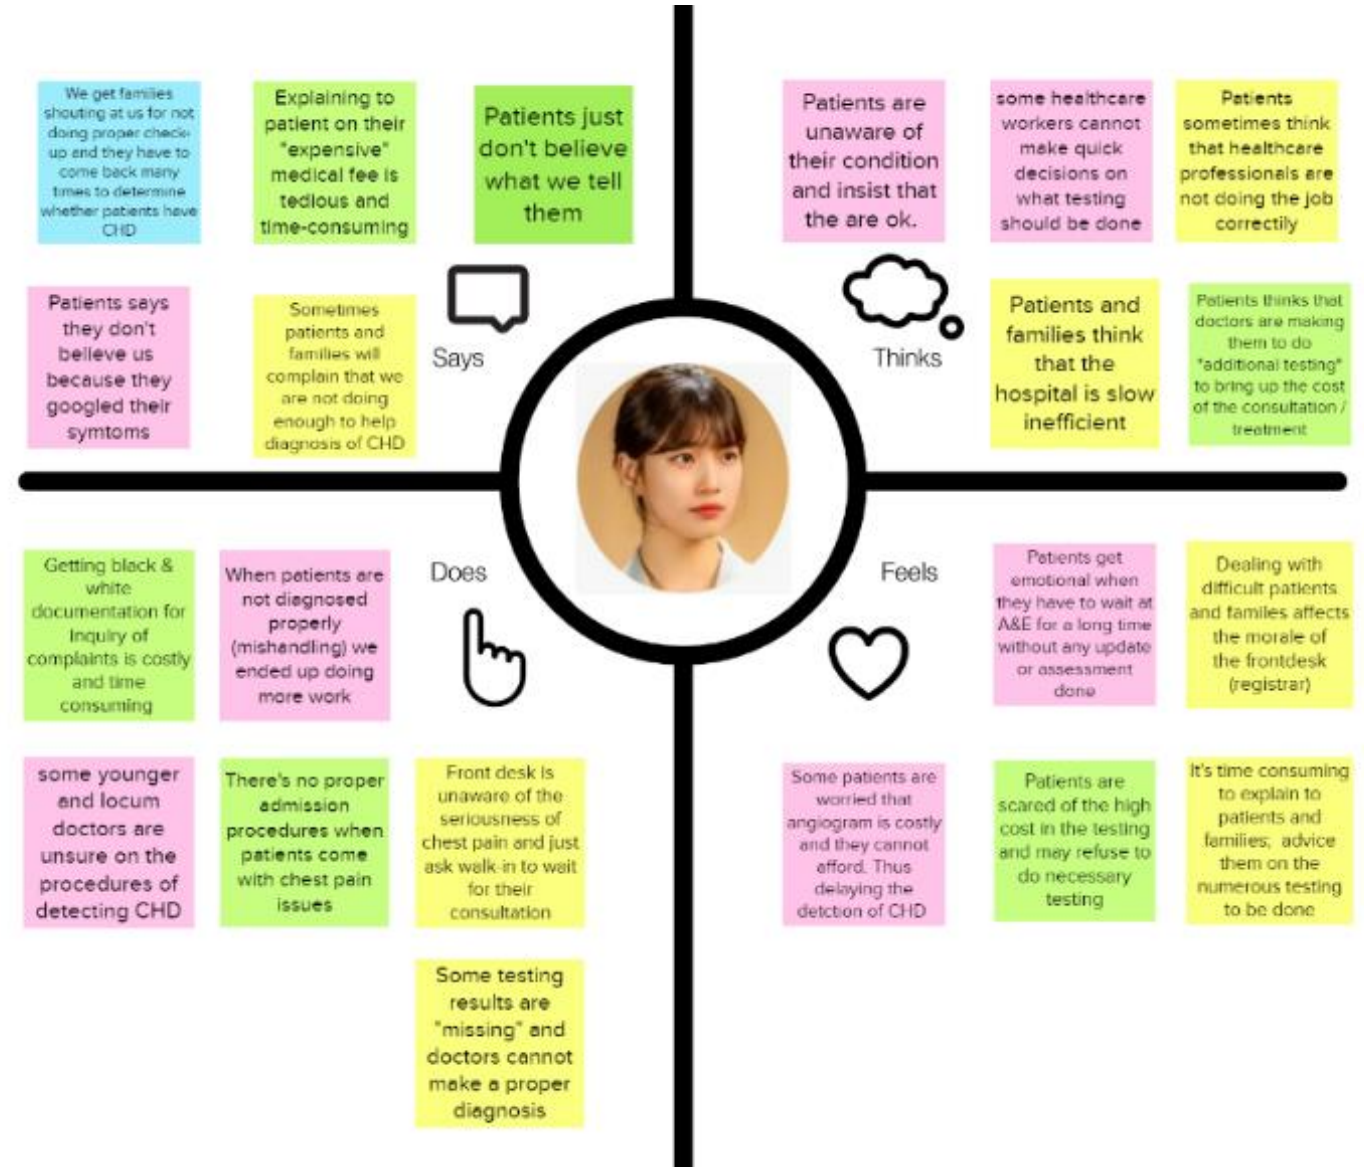 We get families
shouting at us for not
doing proper check-
up and they have to
come back many
times to determine
whether patients have
CHD
Explaining to
patient on their
"expensive"
medical fee is
tedious and
time-consuming
Patients just
don't believe
what we tell
them
Patients says
they don't
believe us
because they
googled their
symtoms
Sometimes
patients and
families will
complain that we
are not doing
enough to help
diagnosis of CHD
Says
Patients are
unaware of
their condition
and insist that
the are ok.
some healthcare
workers cannot
make quick
decisions on
what testing
should be done
Patients
sometimes think
that healthcare
professionals are
not doing the job
correctily
Thinks
Patients and
families think
that the
hospital is slow
inefficient
Patients thinks that
doctors are making
them to do
"additional testing"
to bring up the cost
of the consultation /
treatment
Getting black &
white
documentation for
Inquiry of
complaints is costly
and time
consuming
When patients are
not diagnosed
properly
(mishandling) we
ended up doing
more work
Does
some younger
and locum
doctors are
unsure on the
procedures of
detecting CHD
There's no proper
admission
procedures when
patients come
with chest pain
issues
Front desk is
unaware of the
seriousness of
chest pain and just
ask walk-in to wait
for their
consultation
Some testing
results are
"missing" and
doctors cannot
make a proper
diagnosis
Feels
Patients get
emotional when
they have to wait at
A&E for a long time
without any update
or assessment
done
Dealing with
difficult patients
and familes affects
the morale of
the frontdesk
(registrar)
Some patients are
worried that
angiogram is costly
and they cannot
afford. Thus
delaying the
detction of CHD
Patients are
scared of the high
cost in the testing
and may refuse to
do necessary
testing
It's time consuming
to explain to
patients and
families; advice
them on the
numerous testing
to be done